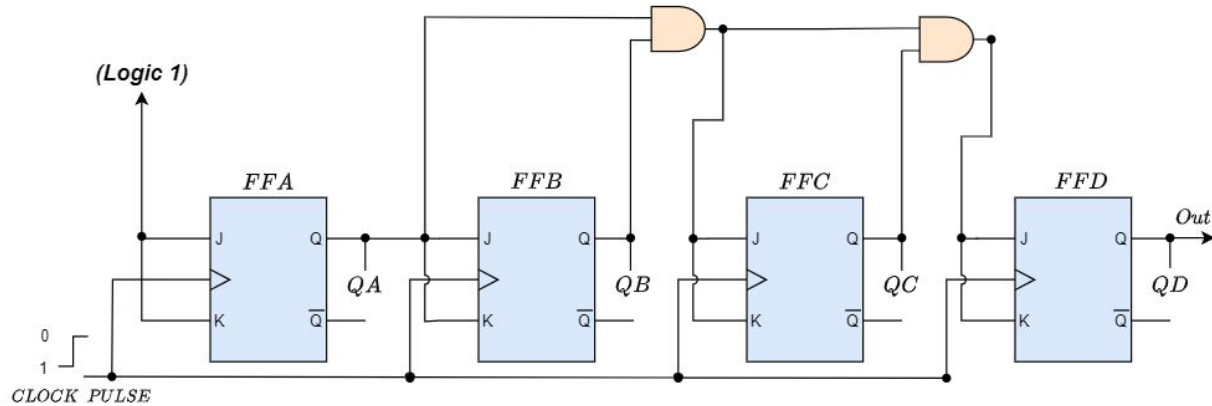 (Logic 1)
FFA
FFB
FFC
FFD
J
Q
J
Q
J
Q
J
Q
Out
QA
QB
QC
QD
K
Q̅
K
Q̅
K
Q̅
K
Q̅
0
1
CLOCK PULSE